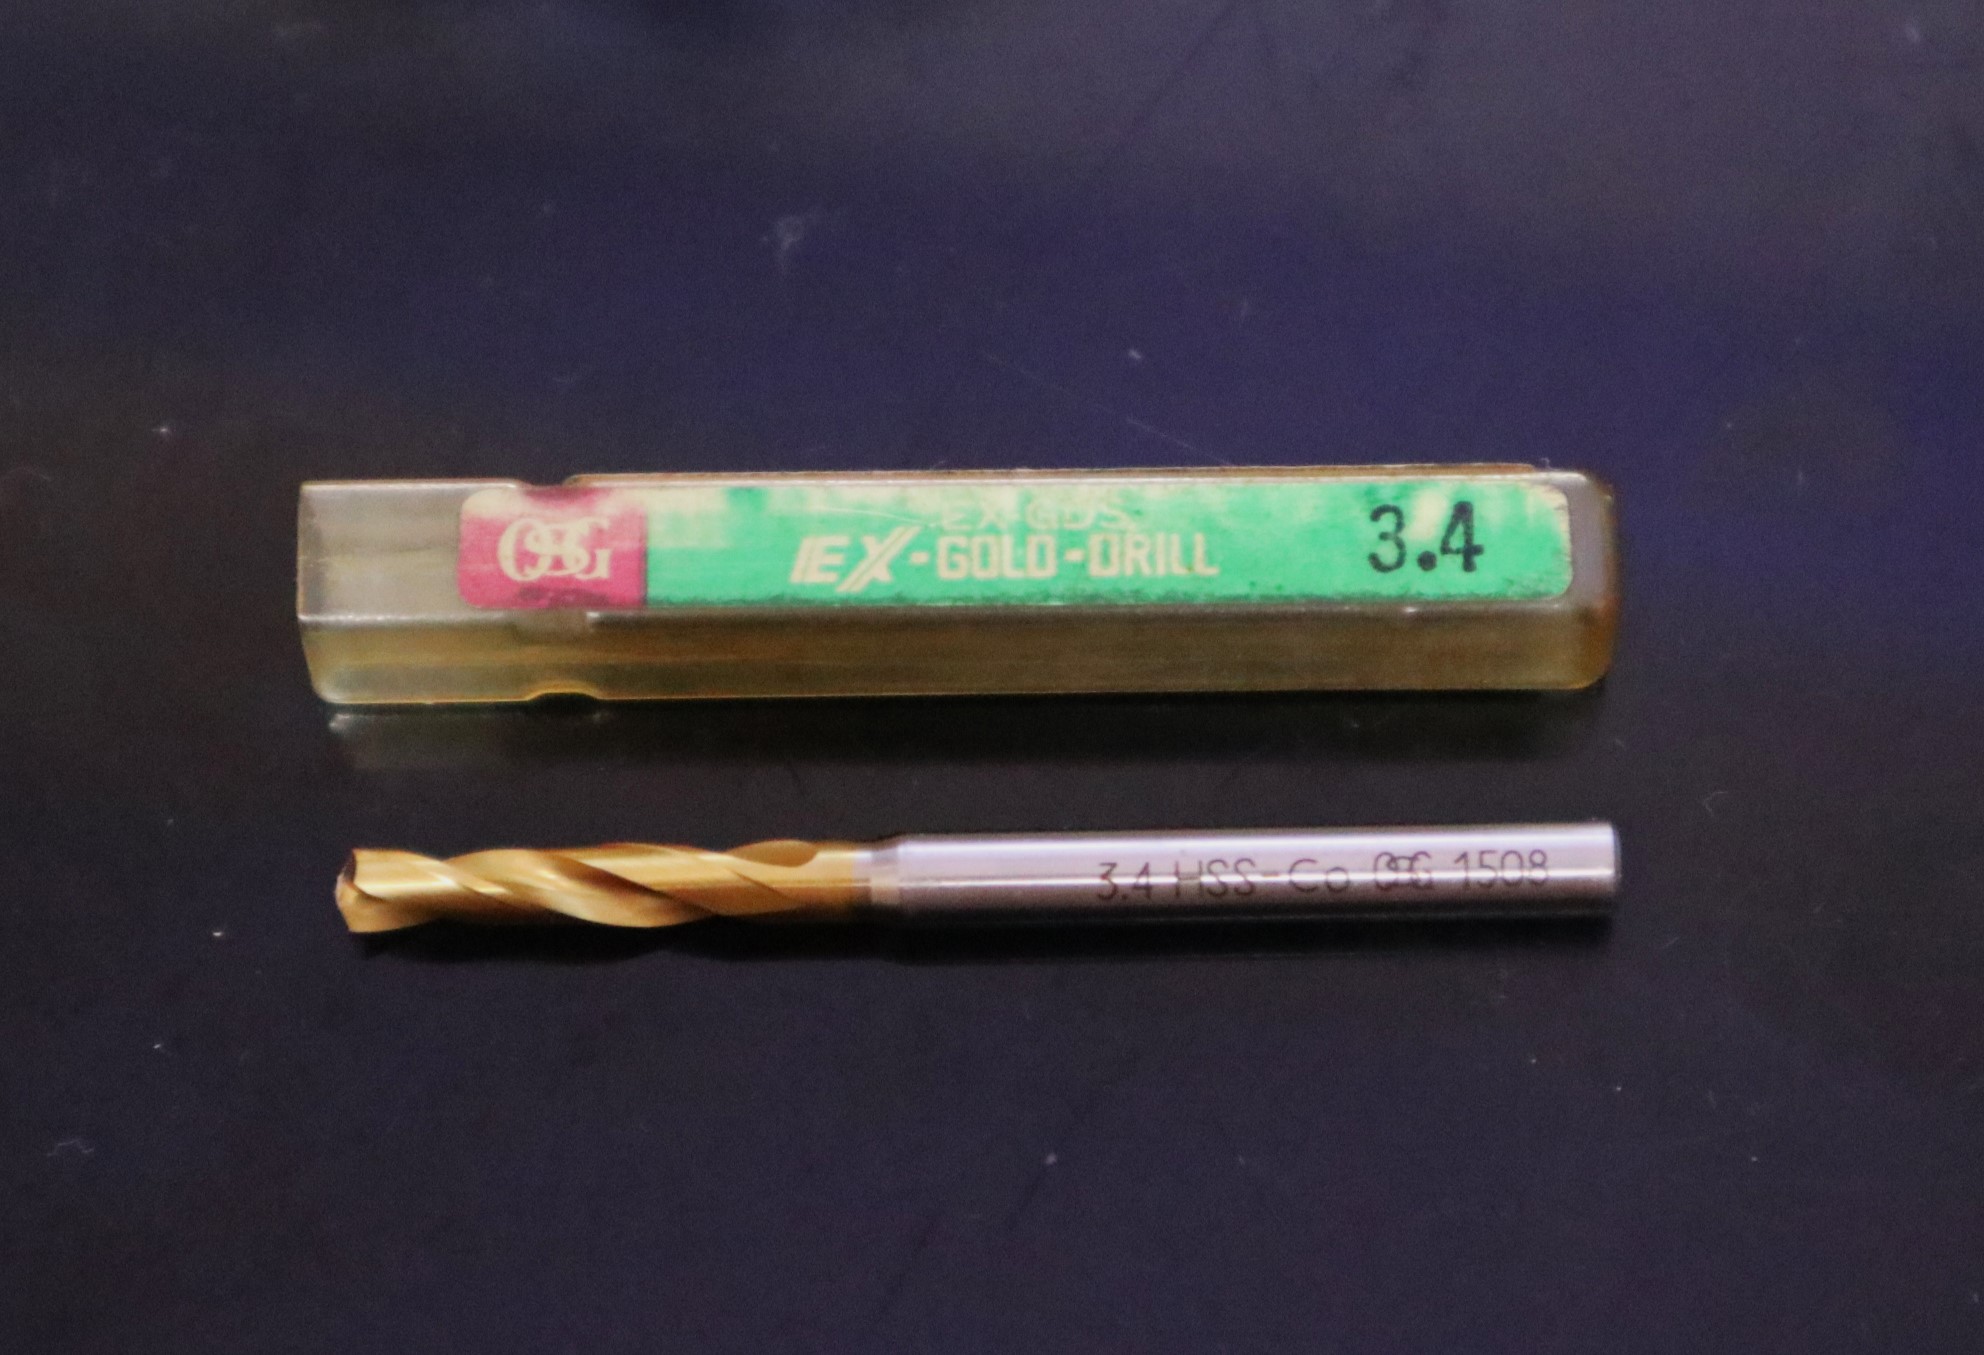 OSG
EX-GDS
EX-GOLD-DRILL
3.4
3.4 HSS-Co OSG 1508